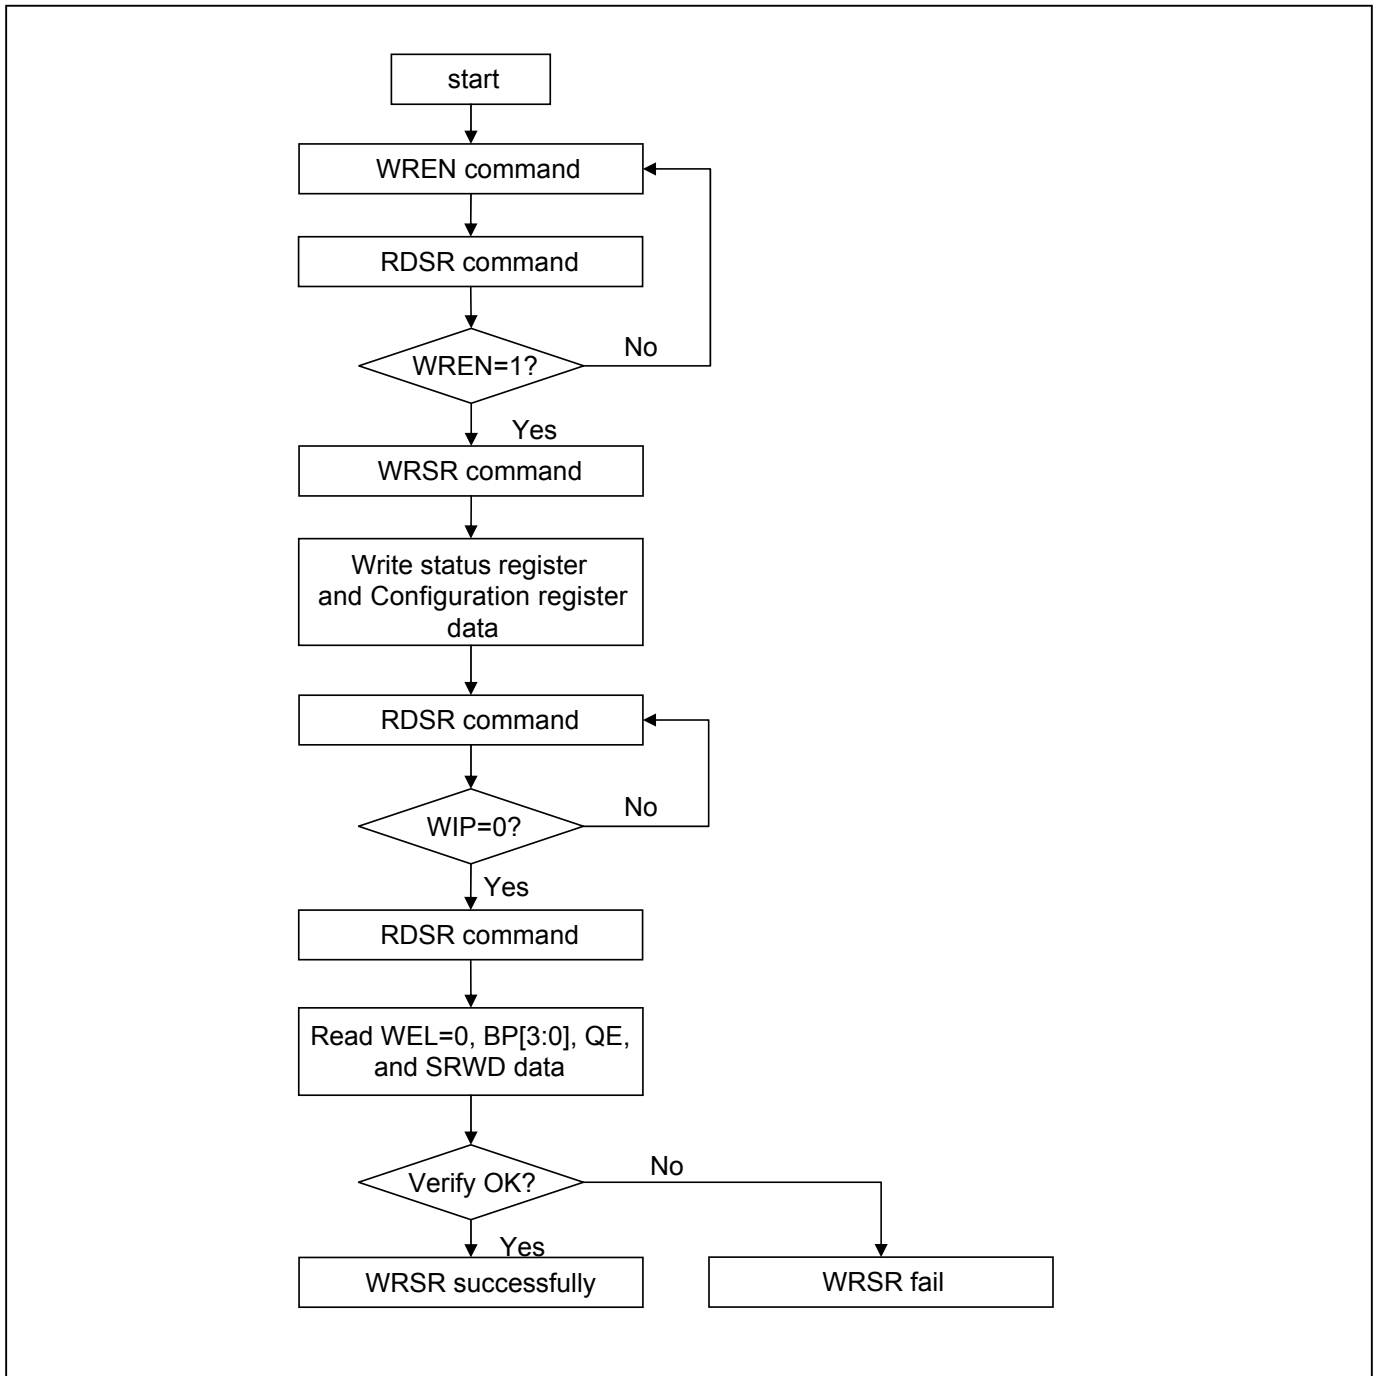 start
WREN command
RDSR command
WREN=1?
No
Yes
WRSR command
Write status register
and Configuration register
data
RDSR command
WIP=0?
No
Yes
RDSR command
Read WEL=0, BP[3:0], QE,
and SRWD data
Verify OK?
No
Yes
WRSR successfully
WRSR fail